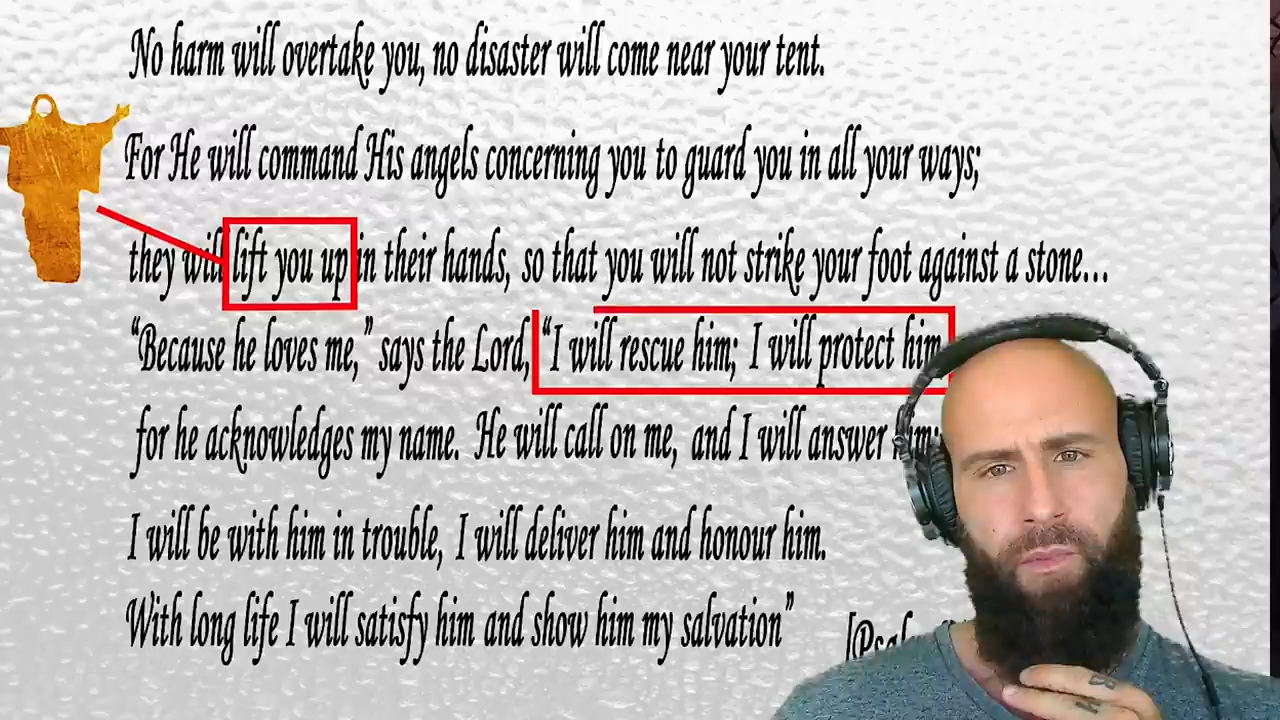 No harm will overtake you, no disaster will come near your tent.
For He will command His angels concerning you to guard you in all your ways;
they will lift you up in their hands, so that you will not strike your foot against a stone...
“Because he loves me,” says the Lord, “I will rescue him; I will protect him
for he acknowledges my name. He will call on me, and I will answer him;
I will be with him in trouble, I will deliver him and honour him.
With long life I will satisfy him and show him my salvation”